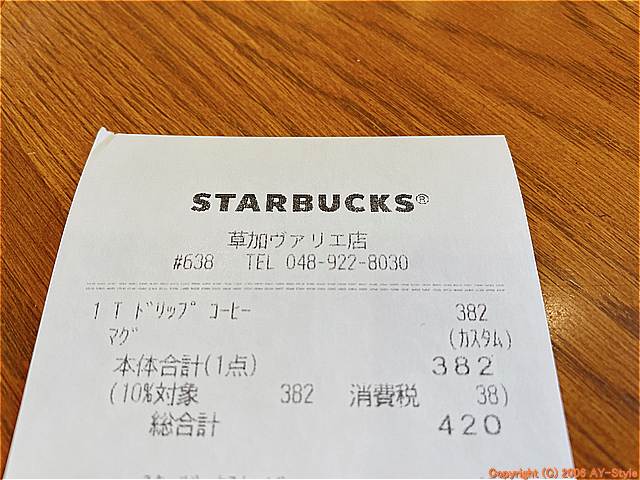 STARBUCKS®
草加ヴァリエ店
#638 TEL 048-922-8030
1 T ﾄﾞﾘｯﾌﾟ ｺｰﾋｰ 382
ﾏｸﾞ (ｶｽﾀﾑ)
本体合計(1点) 382
(10%対象 382 消費税 38)
総合計 420
Copyright (C) 2006 AY-Style